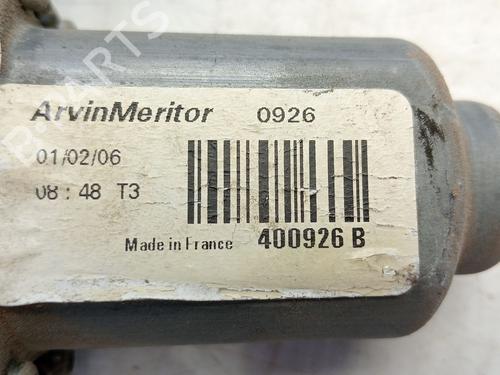 ArvinMeritor 0926
01/02/06
08 : 48 T3
Made in France 400926 B